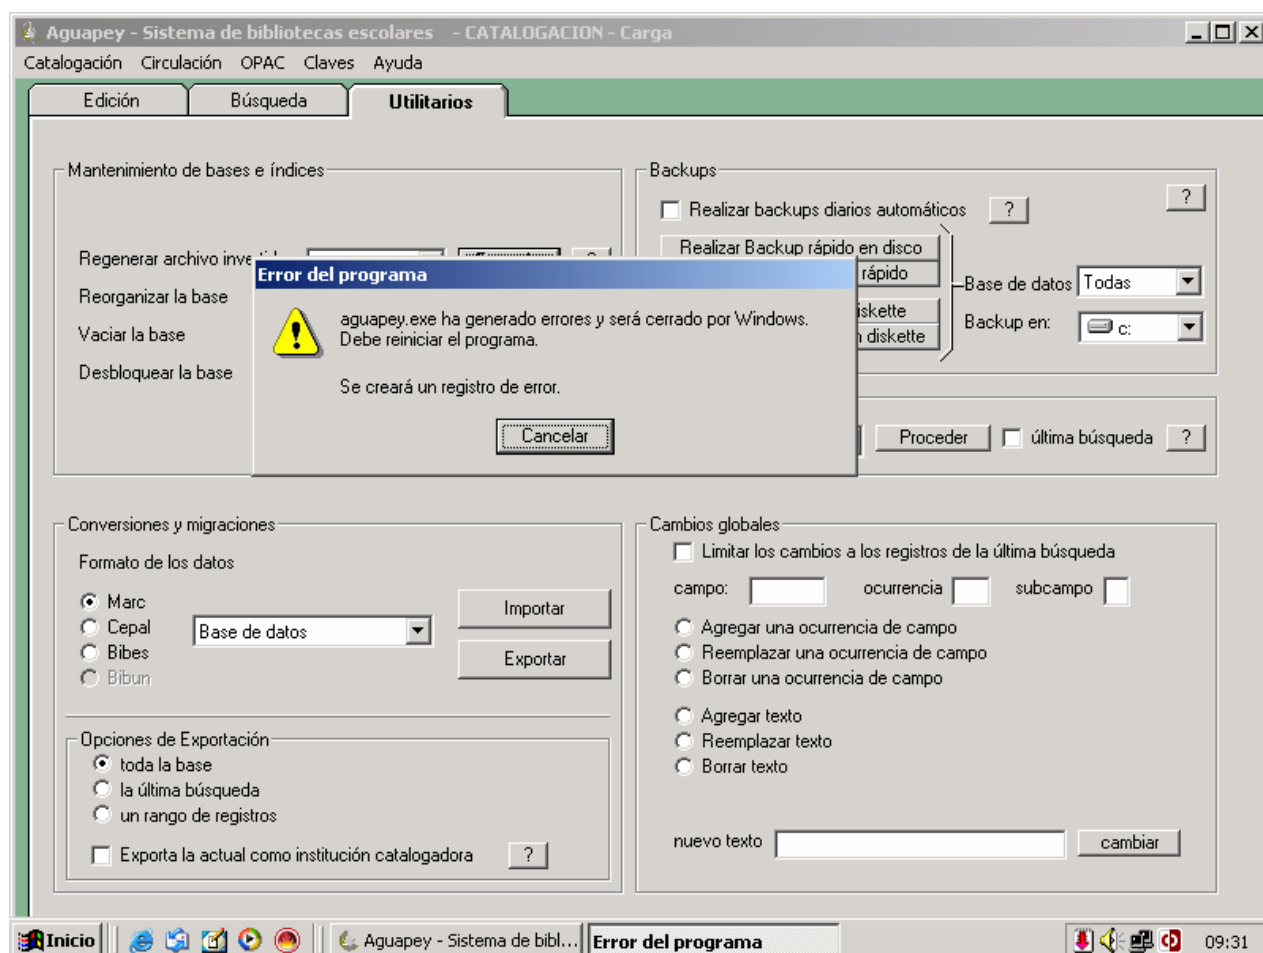 Aguapey - Sistema de bibliotecas escolares - CATALOGACION - Carga
Catalogación Circulación OPAC Claves Ayuda
Edición Búsqueda Utilitarios
Mantenimiento de bases e índices
Regenerar archivo
Reorganizar la base
Vaciar la base
Desbloquear la base
Backups
?
Realizar backups diarios automáticos ?
Realizar Backup rápido en disco
rápido
diskette
diskette
Base de datos Todas
Backup en: c:
Error del programa
aguapey.exe ha generado errores y será cerrado por Windows.
Debe reiniciar el programa.
Se creará un registro de error.
Cancelar
Proceder última búsqueda ?
Conversiones y migraciones
Formato de los datos
Marc
Cepal
Bibes
Bibun
Base de datos
Importar
Exportar
Opciones de Exportación
toda la base
la última búsqueda
un rango de registros
Exporta la actual como institución catalogadora ?
Cambios globales
Limitar los cambios a los registros de la última búsqueda
campo: ocurrencia subcampo
Agregar una ocurrencia de campo
Reemplazar una ocurrencia de campo
Borrar una ocurrencia de campo
Agregar texto
Reemplazar texto
Borrar texto
nuevo texto cambiar
Inicio Aguapey - Sistema de bibl... Error del programa 09:31